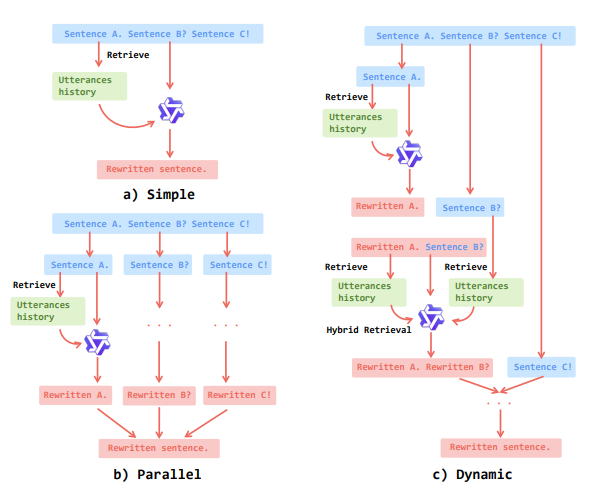 Sentence A. Sentence B? Sentence C!
Retrieve
Utterances
history
Rewritten sentence.
a) Simple
Sentence A. Sentence B? Sentence C!
Sentence A.
Sentence B?
Sentence C!
Retrieve
Utterances
history
. . .
. . .
Rewritten A.
Rewritten B?
Rewritten C!
Rewritten sentence.
b) Parallel
Sentence A. Sentence B? Sentence C!
Sentence A.
Retrieve
Utterances
history
Rewritten A.
Sentence B?
Rewritten A. Sentence B?
Retrieve
Retrieve
Utterances
history
Utterances
history
Hybrid Retrieval
Rewritten A. Rewritten B?
Sentence C!
. . .
Rewritten sentence.
c) Dynamic